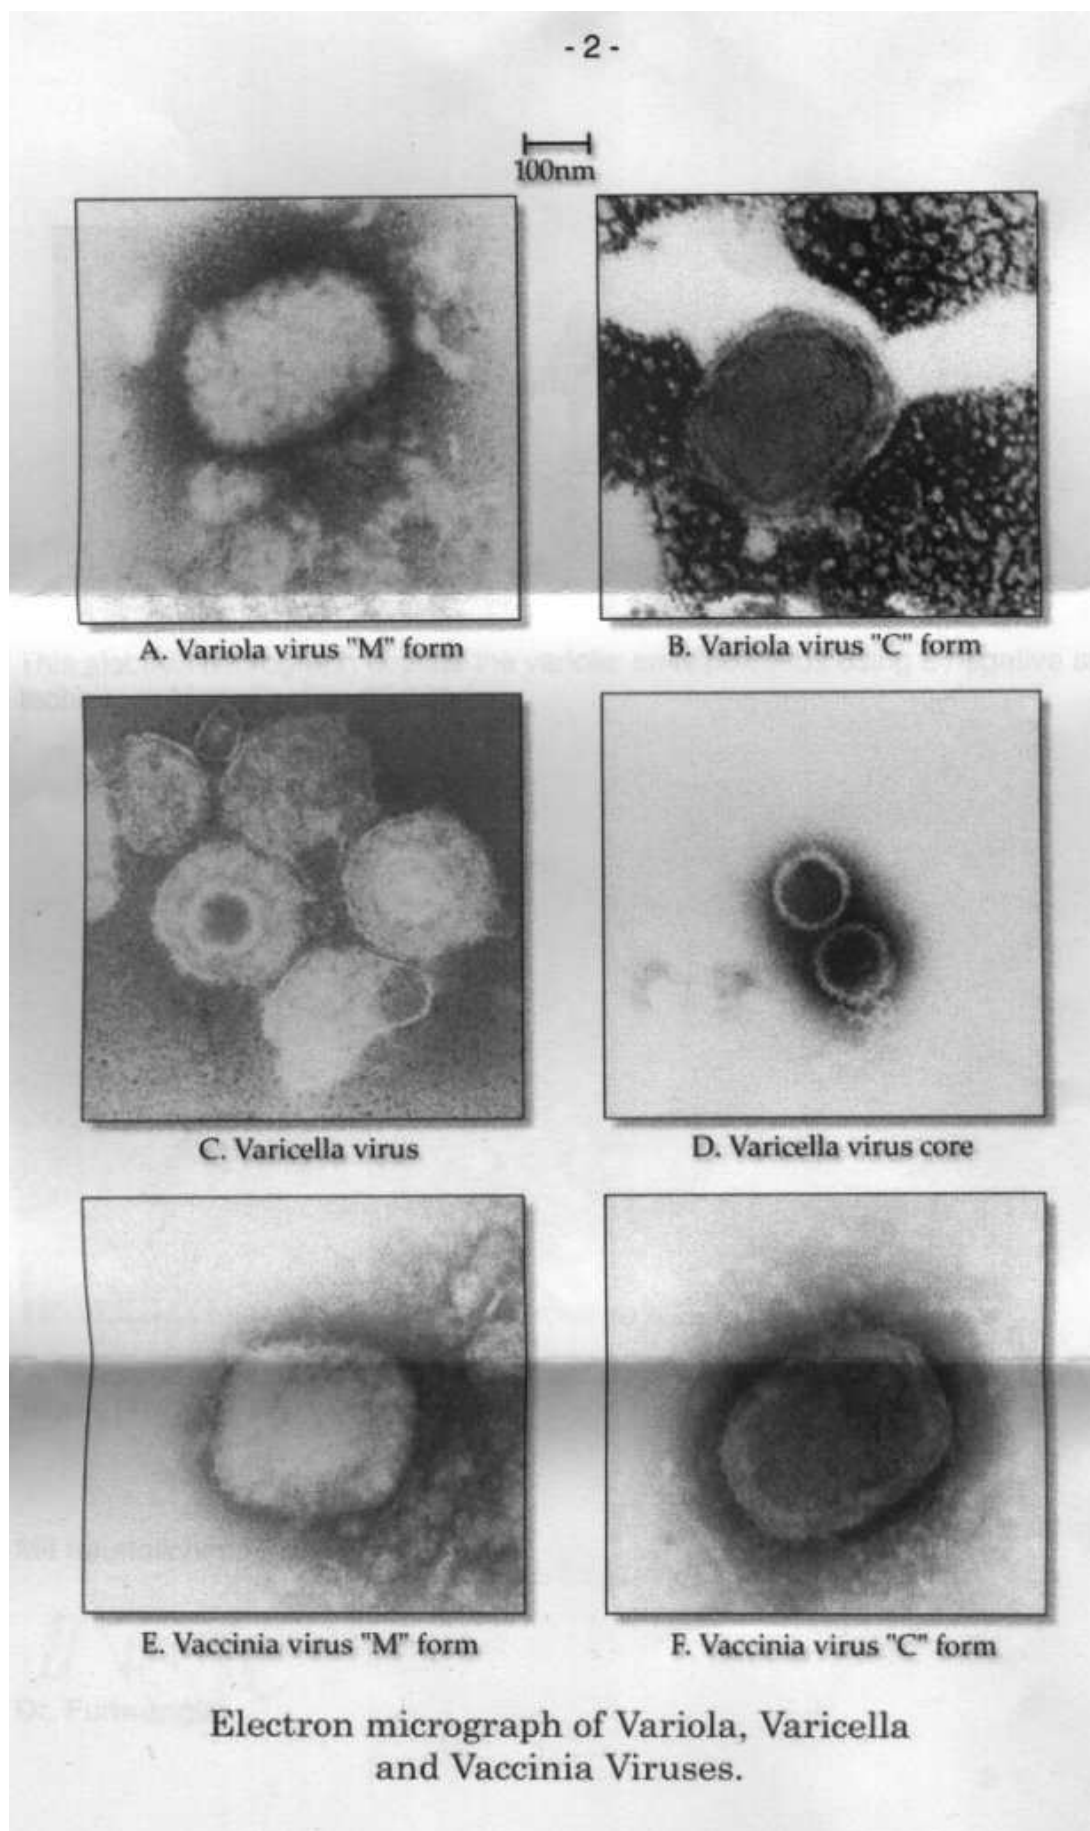 - 2 -
100nm
A. Variola virus "M" form
B. Variola virus "C" form
C. Varicella virus
D. Varicella virus core
E. Vaccinia virus "M" form
F. Vaccinia virus "C" form
Electron micrograph of Variola, Varicella
and Vaccinia Viruses.